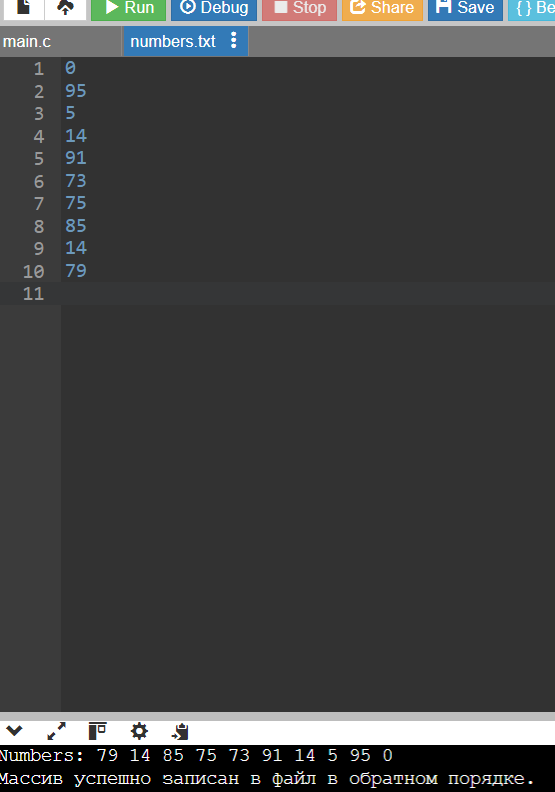 Run Debug Stop Share Save { } Be
main.c numbers.txt
1 0
2 95
3 5
4 14
5 91
6 73
7 75
8 85
9 14
10 79
11
Numbers: 79 14 85 75 73 91 14 5 95 0
Массив успешно записан в файл в обратном порядке.